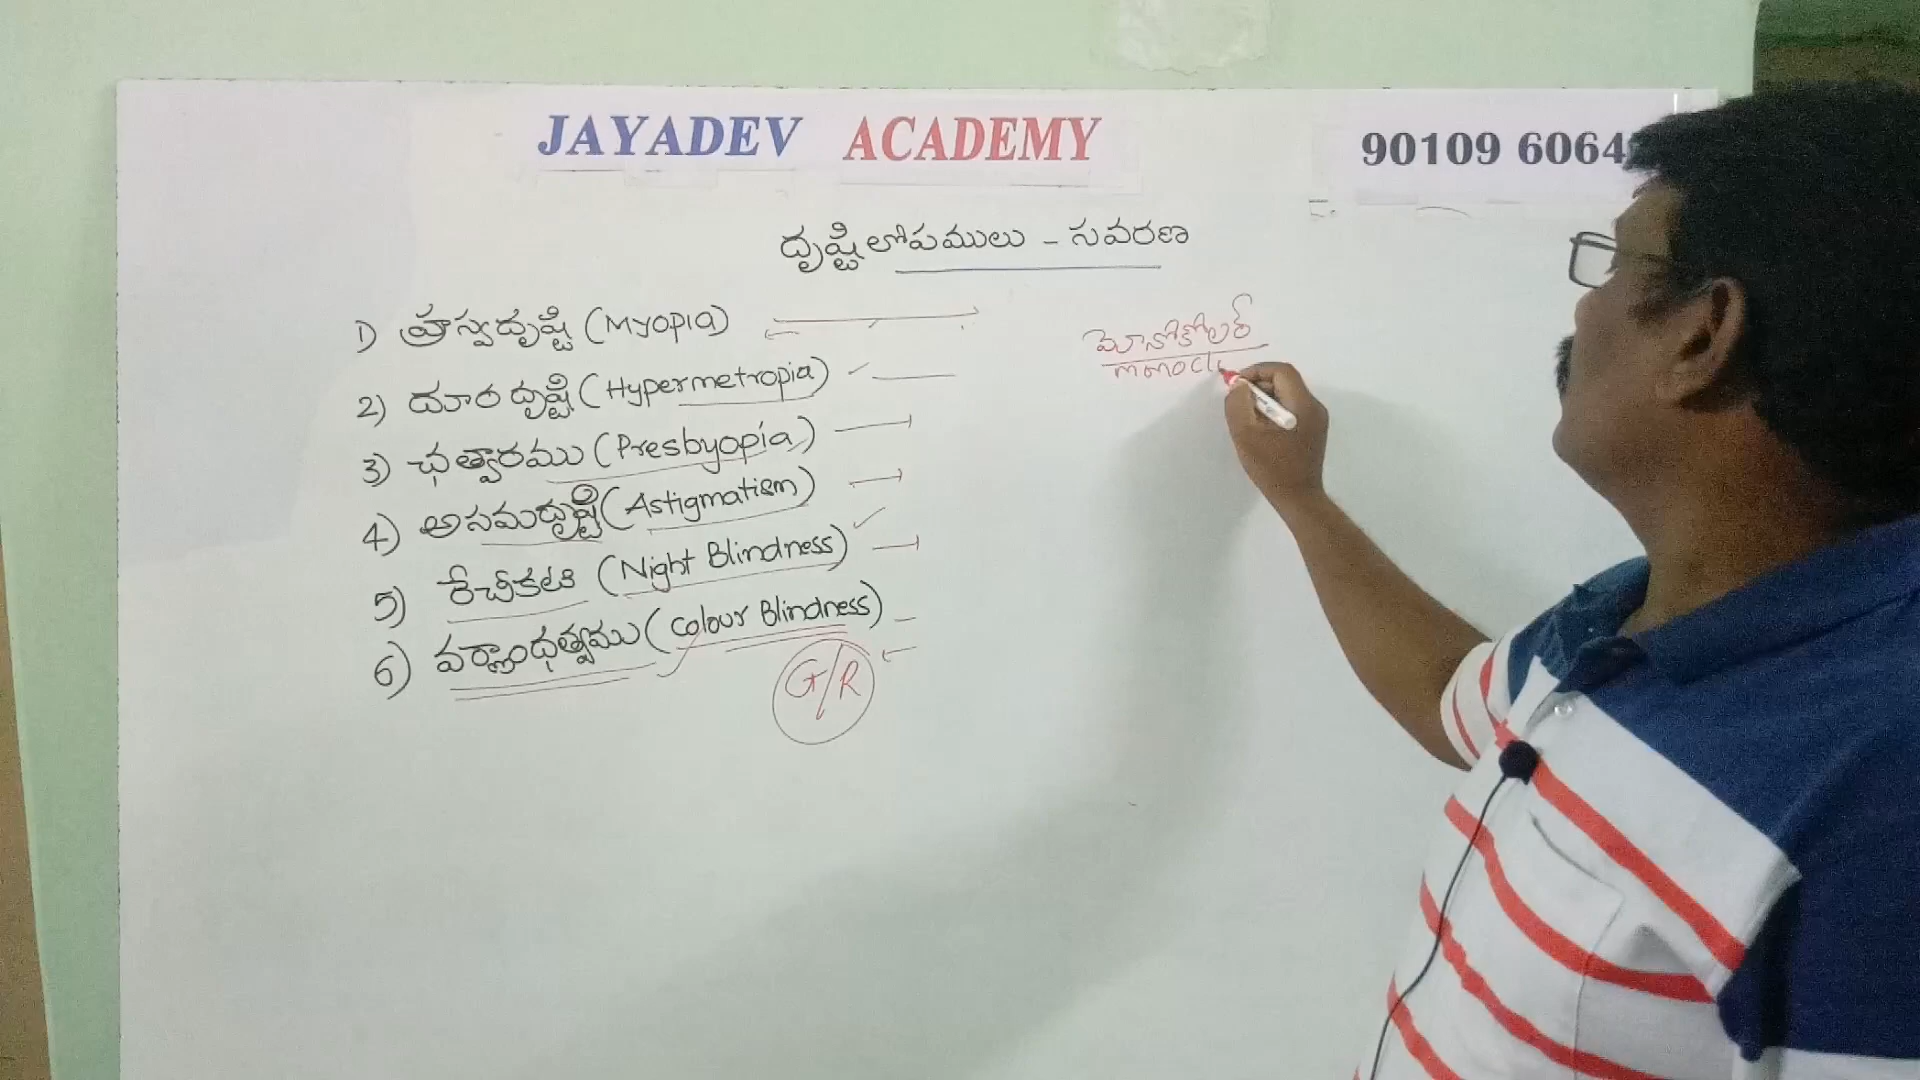 JAYADEV ACADEMY
90109 6064
దృష్టిలోపములు - సవరణ
1) హ్రస్వదృష్టి (Myopia)
2) దూరదృష్టి (Hypermetropia)
3) ఛత్వారము (Presbyopia)
4) అసమదృష్టి (Astigmatism)
5) రేచీకటి (Night Blindness)
6) వర్ణాంధత్వము (Colour Blindness)
G/R
మోనోకోలర్
monocl